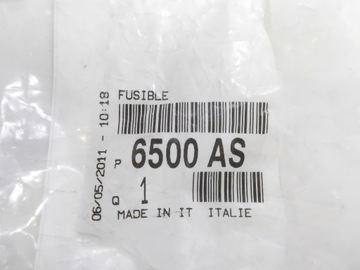 06/05/2011 - 10:18
FUSIBLE
P 6500 AS
Q 1
MADE IN IT ITALIE